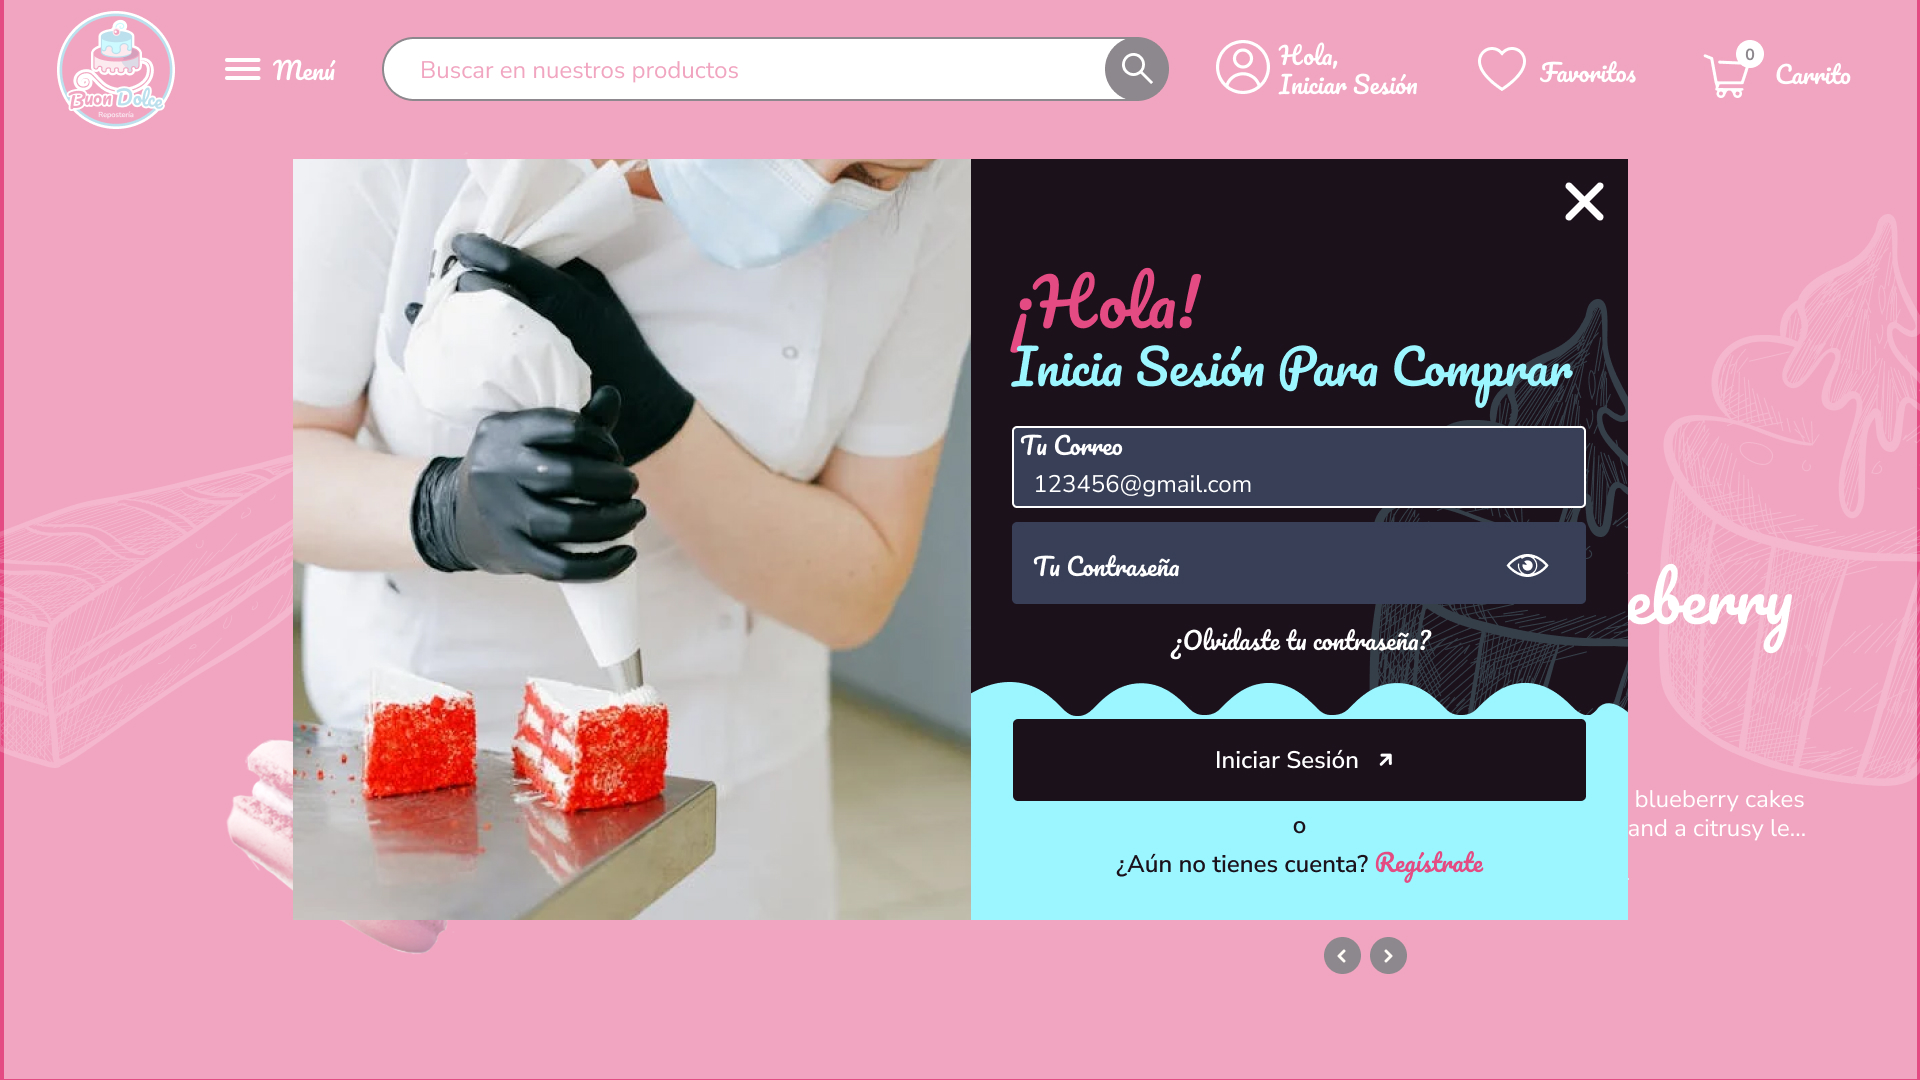 Buon Dolce
Repostería
Menú
Buscar en nuestros productos
Hola,
Iniciar Sesión
Favoritos
0
Carrito
¡Hola!
Inicia Sesión Para Comprar
Tu Correo
123456@gmail.com
Tu Contraseña
¿Olvidaste tu contraseña?
Iniciar Sesión
o
¿Aún no tienes cuenta? Regístrate
eberry
blueberry cakes
and a citrusy le...